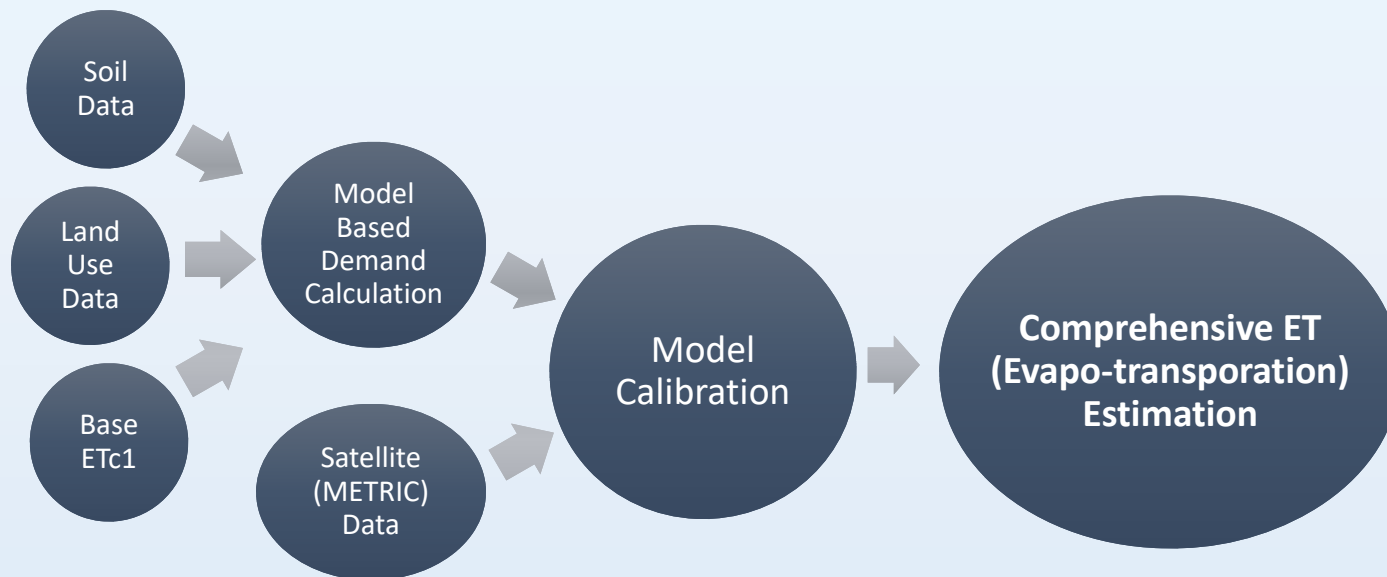 Soil
Data
Land
Use
Data
Base
ETc1
Model
Based
Demand
Calculation
Satellite
(METRIC)
Data
Model
Calibration
Comprehensive ET
(Evapo-transporation)
Estimation